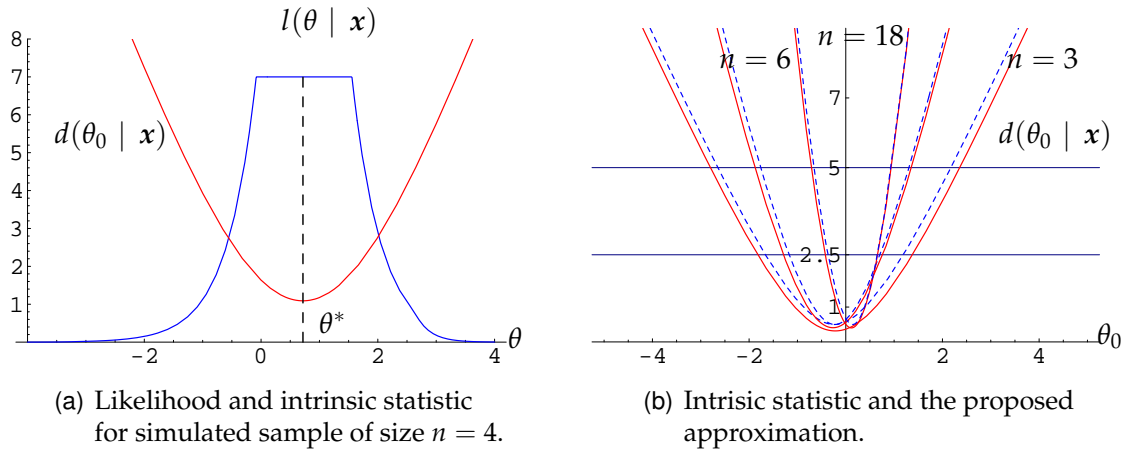 l(θ | x)
8
7
6
5
4
3
2
1
d(θ₀ | x)
θ*
-2 0 2 4 θ
(a) Likelihood and intrinsic statistic
for simulated sample of size n = 4.
n = 18
n = 6
n = 3
7
d(θ₀ | x)
5
2.5
1
-4 -2 2 4 θ₀
(b) Intrisic statistic and the proposed
approximation.